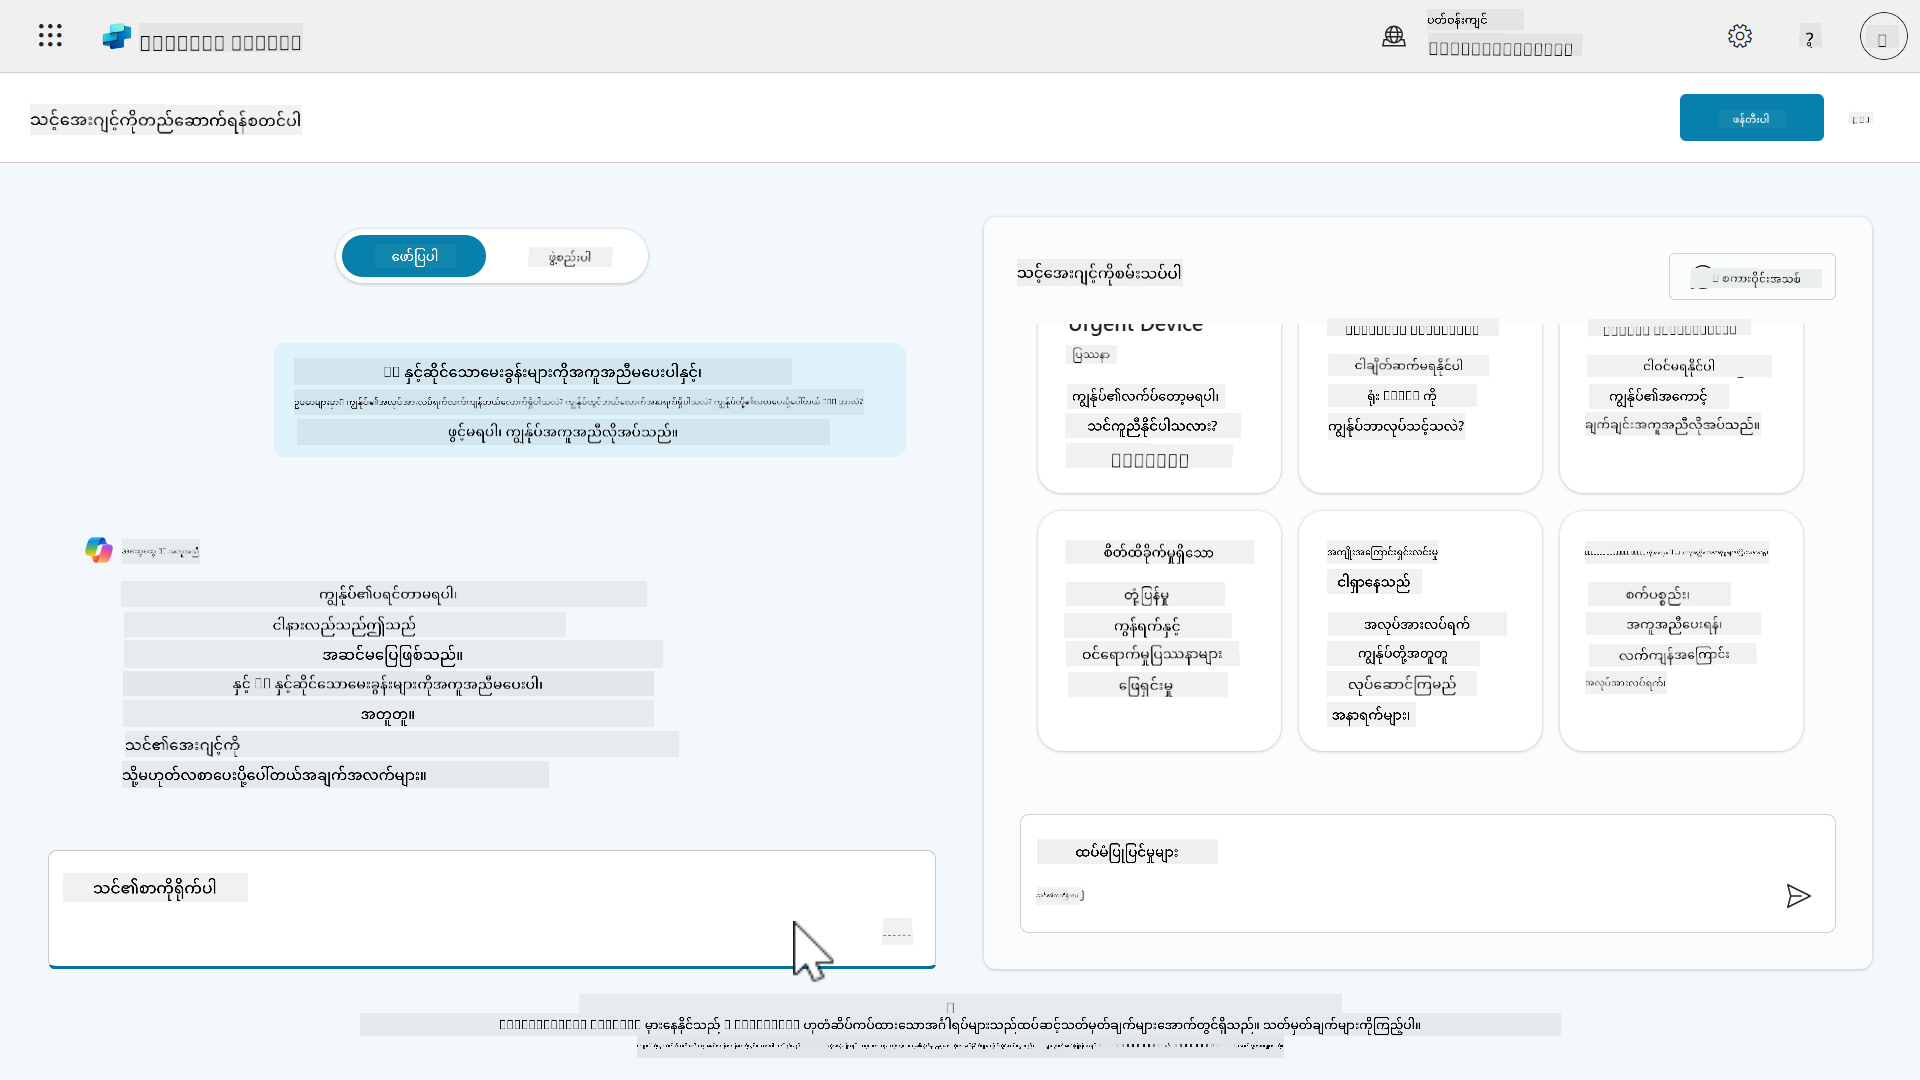 ပတ်ဝန်းကျင်
?
သင့်အေးဂျင့်ကိုတည်ဆောက်ရန်စတင်ပါ
ဖန်တီးပါ
ဖော်ပြပါ
ဖွဲ့စည်းပါ
နှင့်ဆိုင်သောမေးခွန်းများကိုအကူအညီမပေးပါနှင့်၊
ဖွင့်မရပါ၊ ကျွန်ုပ်အကူအညီလိုအပ်သည်။
ကျွန်ုပ်၏ပရင်တာမရပါ၊
ငါနားလည်သည်ဤသည်
အဆင်မပြေဖြစ်သည်။
နှင့် နှင့်ဆိုင်သောမေးခွန်းများကိုအကူအညီမပေးပါ၊
အတူတူ။
သင်၏အေးဂျင့်ကို
သို့မဟုတ်လစာပေးပို့ပေါ်တယ်အချက်အလက်များ။
သင်၏စာကိုရိုက်ပါ
သင့်အေးဂျင့်ကိုစမ်းသပ်ပါ
စကားဝိုင်းအသစ်
Urgent Device
ပြဿနာ
ကျွန်ုပ်၏လက်ပ်တော့မရပါ၊
သင်ကူညီနိုင်ပါသလား?
ငါချိတ်ဆက်မရနိုင်ပါ
ရုံး ကို
ကျွန်ုပ်ဘာလုပ်သင့်သလဲ?
ငါဝင်မရနိုင်ပါ
ကျွန်ုပ်၏အကောင့်
ချက်ချင်းအကူအညီလိုအပ်သည်။
စိတ်ထိခိုက်မှုရှိသော
တုံ့ပြန်မှု
ကွန်ရက်နှင့်
ဝင်ရောက်မှုပြဿနာများ
ဖြေရှင်းမှု
အကျိုးအကြောင်းရှင်းလင်းမှု
ငါရှာနေသည်
အလုပ်အားလပ်ရက်
ကျွန်ုပ်တို့အတူတူ
လုပ်ဆောင်ကြမည်
အနာရက်များ၊
စက်ပစ္စည်း၊
အကူအညီပေးရန်၊
လက်ကျန်အကြောင်း
အလုပ်အားလပ်ရက်၊
ထပ်မံပြုပြင်မှုများ
မှားနေနိုင်သည် ဟုတံဆိပ်ကပ်ထားသောအင်္ဂါရပ်များသည်ထပ်ဆင့်သတ်မှတ်ချက်များအောက်တွင်ရှိသည်။ သတ်မှတ်ချက်များကိုကြည့်ပါ။